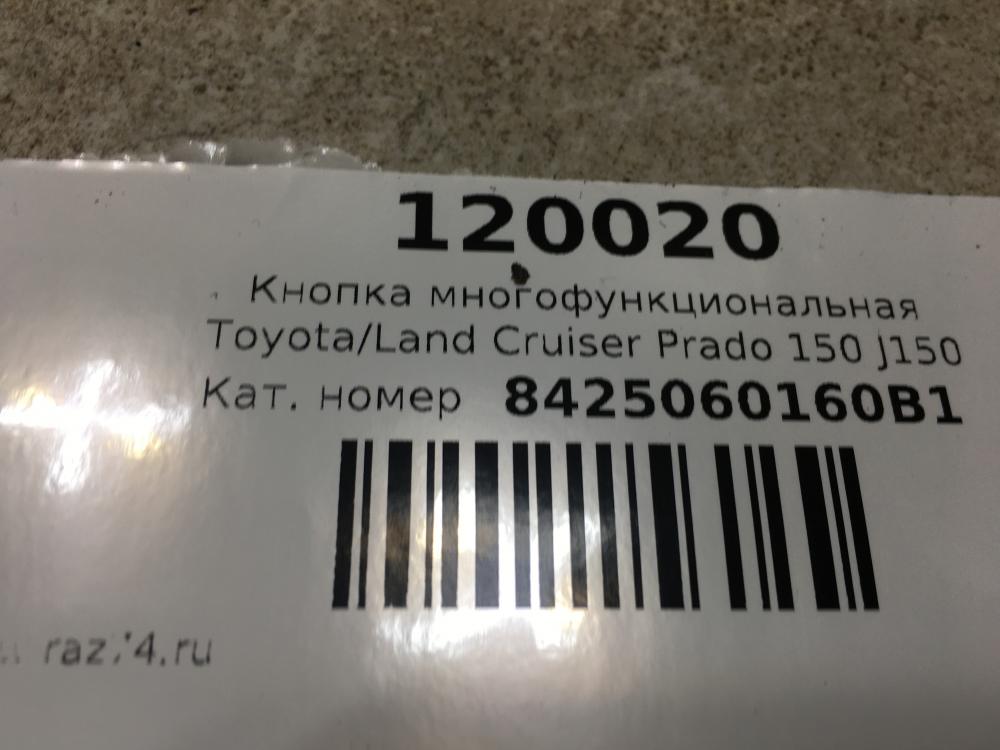 120020
Кнопка многофункциональная
Toyota/Land Cruiser Prado 150 J150
Кат. номер 8425060160B1